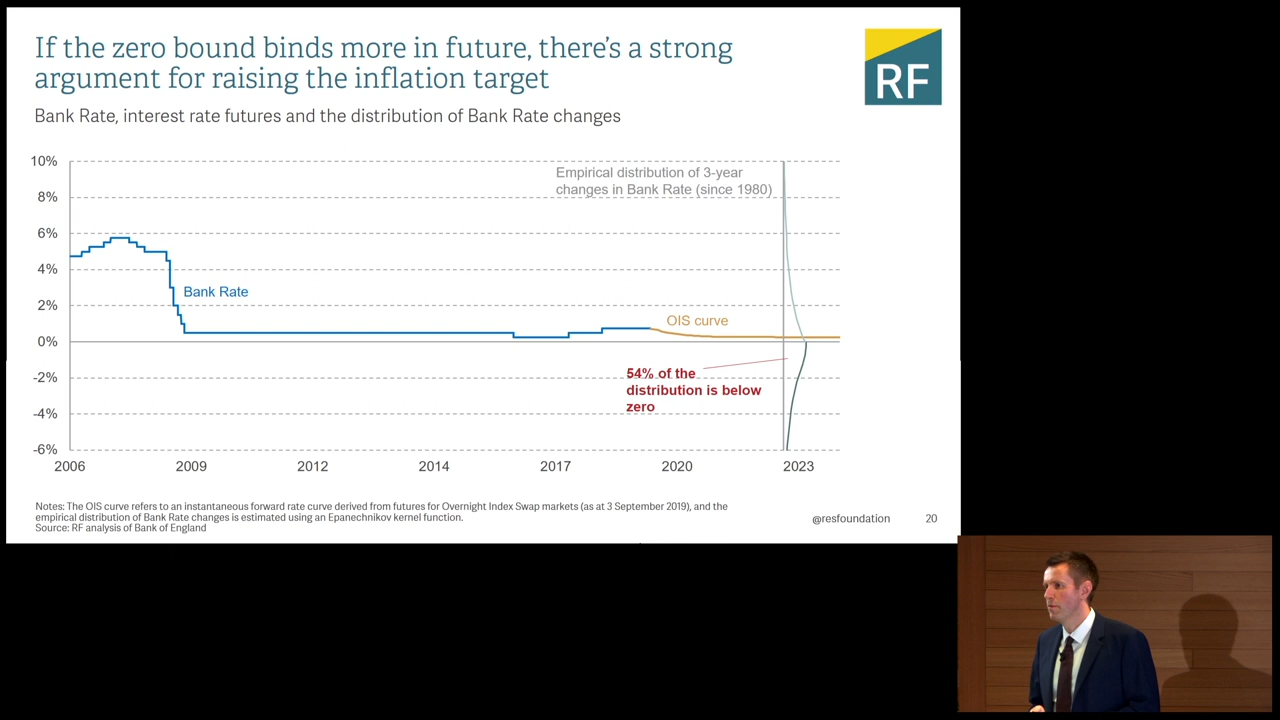 If the zero bound binds more in future, there's a strong
argument for raising the inflation target
RF
Bank Rate, interest rate futures and the distribution of Bank Rate changes
10%
8%
6%
4%
2%
0%
-2%
-4%
-6%
Empirical distribution of 3-year
changes in Bank Rate (since 1980)
Bank Rate
OIS curve
54% of the
distribution is below
zero
2006
2009
2012
2014
2017
2020
2023
Notes: The OIS curve refers to an instantaneous forward rate curve derived from futures for Overnight Index Swap markets (as at 3 September 2019), and the
empirical distribution of Bank Rate changes is estimated using an Epanechnikov kernel function.
Source: RF analysis of Bank of England
@resfoundation
20